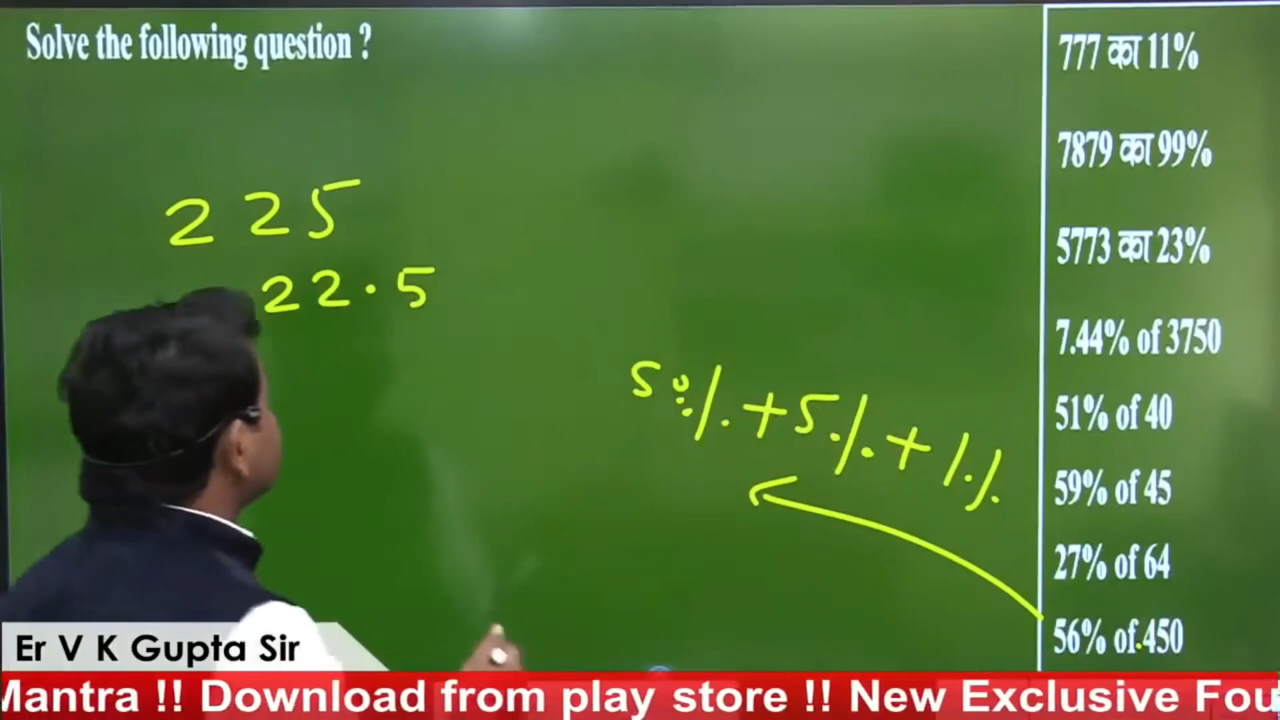 Solve the following question ?
225
22.5
50% + 5% + 1%
777 का 11%
7879 का 99%
5773 का 23%
7.44% of 3750
51% of 40
59% of 45
27% of 64
56% of 450
Er V K Gupta Sir
Mantra !! Download from play store !! New Exclusive Fou